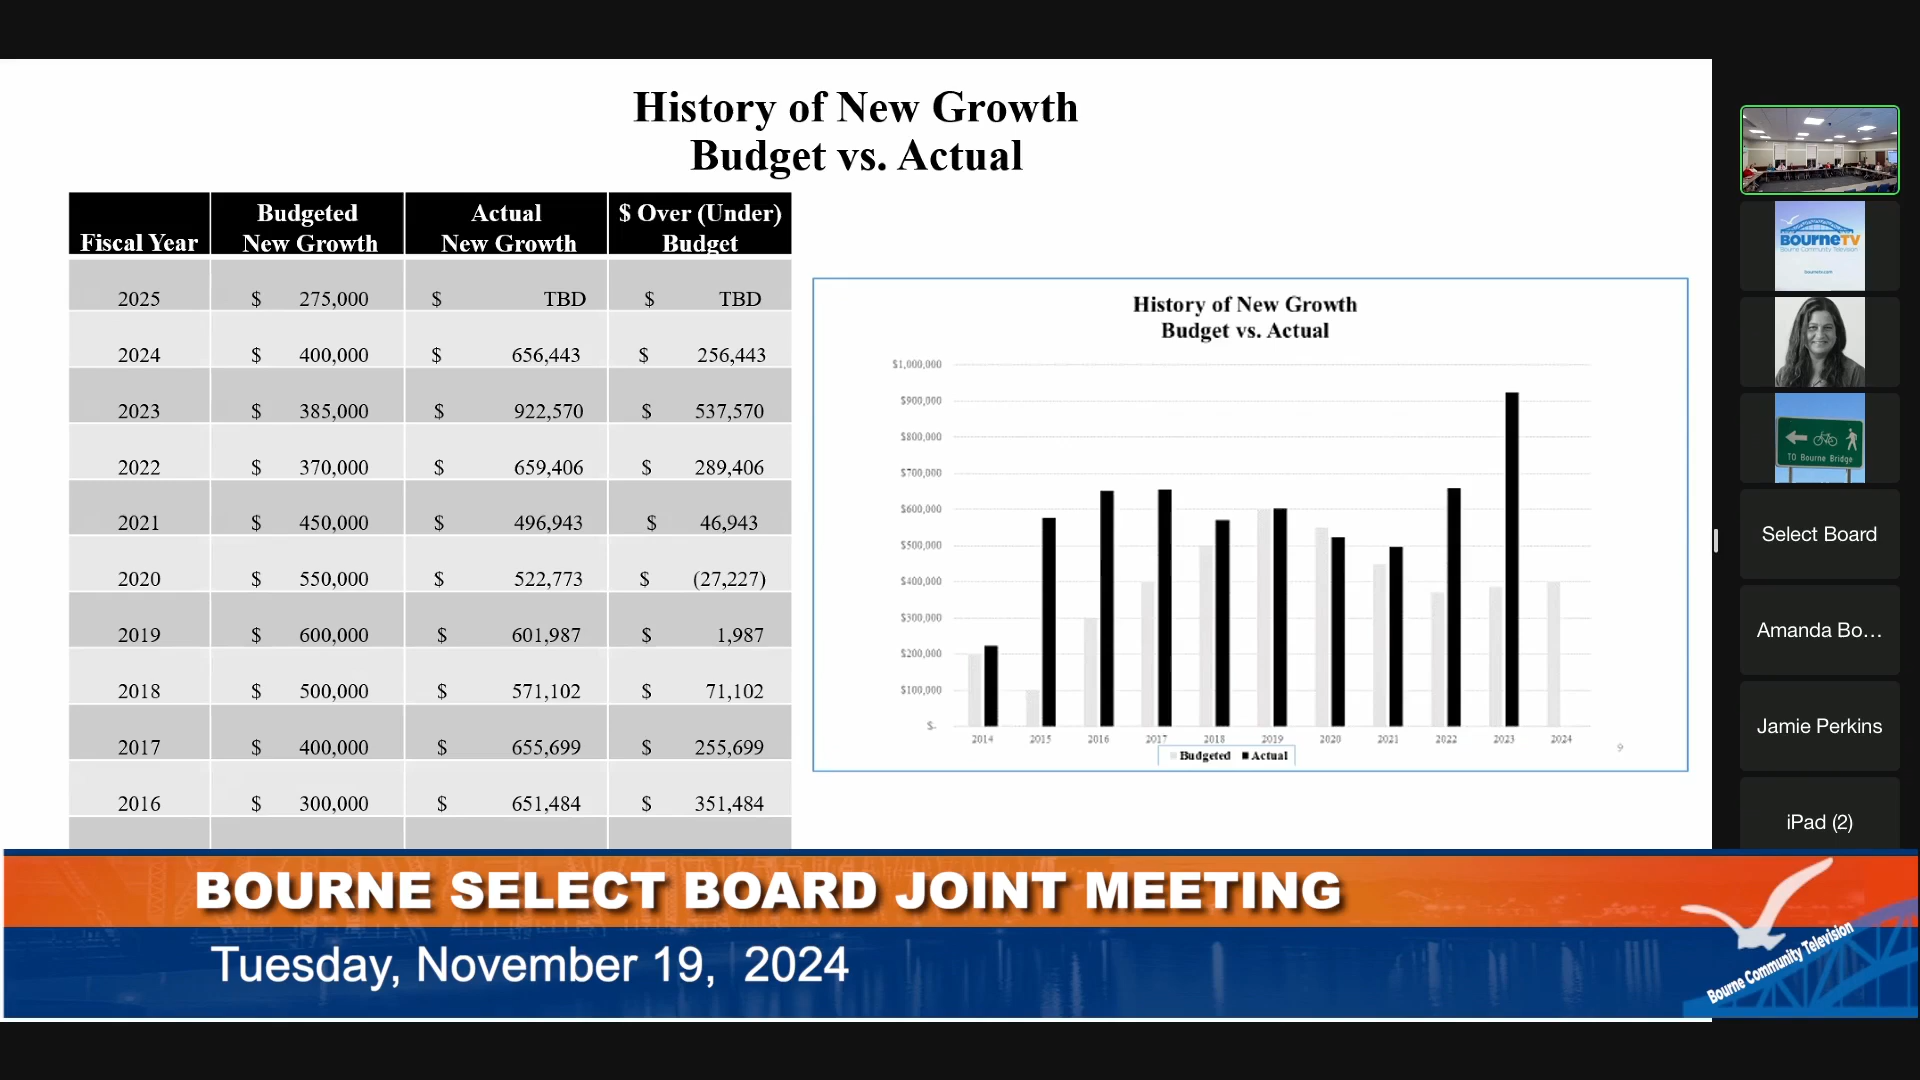 History of New Growth
Budget vs. Actual
Fiscal Year Budgeted New Growth Actual New Growth $ Over (Under) Budget
2025 $ 275,000 $ TBD $ TBD
2024 $ 400,000 $ 656,443 $ 256,443
2023 $ 385,000 $ 922,570 $ 537,570
2022 $ 370,000 $ 659,406 $ 289,406
2021 $ 450,000 $ 496,943 $ 46,943
2020 $ 550,000 $ 522,773 $ (27,227)
2019 $ 600,000 $ 601,987 $ 1,987
2018 $ 500,000 $ 571,102 $ 71,102
2017 $ 400,000 $ 655,699 $ 255,699
2016 $ 300,000 $ 651,484 $ 351,484
History of New Growth
Budget vs. Actual
$1,000,000
$900,000
$800,000
$700,000
$600,000
$500,000
$400,000
$300,000
$200,000
$100,000
$-
2014 2015 2016 2017 2018 2019 2020 2021 2022 2023 2024
Budgeted Actual
9
BOURNETV
Bourne Community Television
bournetv.com
TO Bourne Bridge
Select Board
Amanda Bo…
Jamie Perkins
iPad (2)
BOURNE SELECT BOARD JOINT MEETING
Tuesday, November 19, 2024
Bourne Community Television